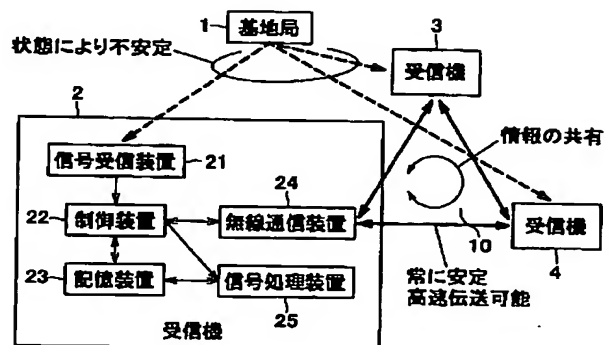 1
基地局
状態により不安定
3
受信機
2
信号受信装置
21
情報の共有
24
22
制御装置
無線通信装置
10
受信機
4
23
記憶装置
信号処理装置
25
常に安定
高速伝送可能
受信機